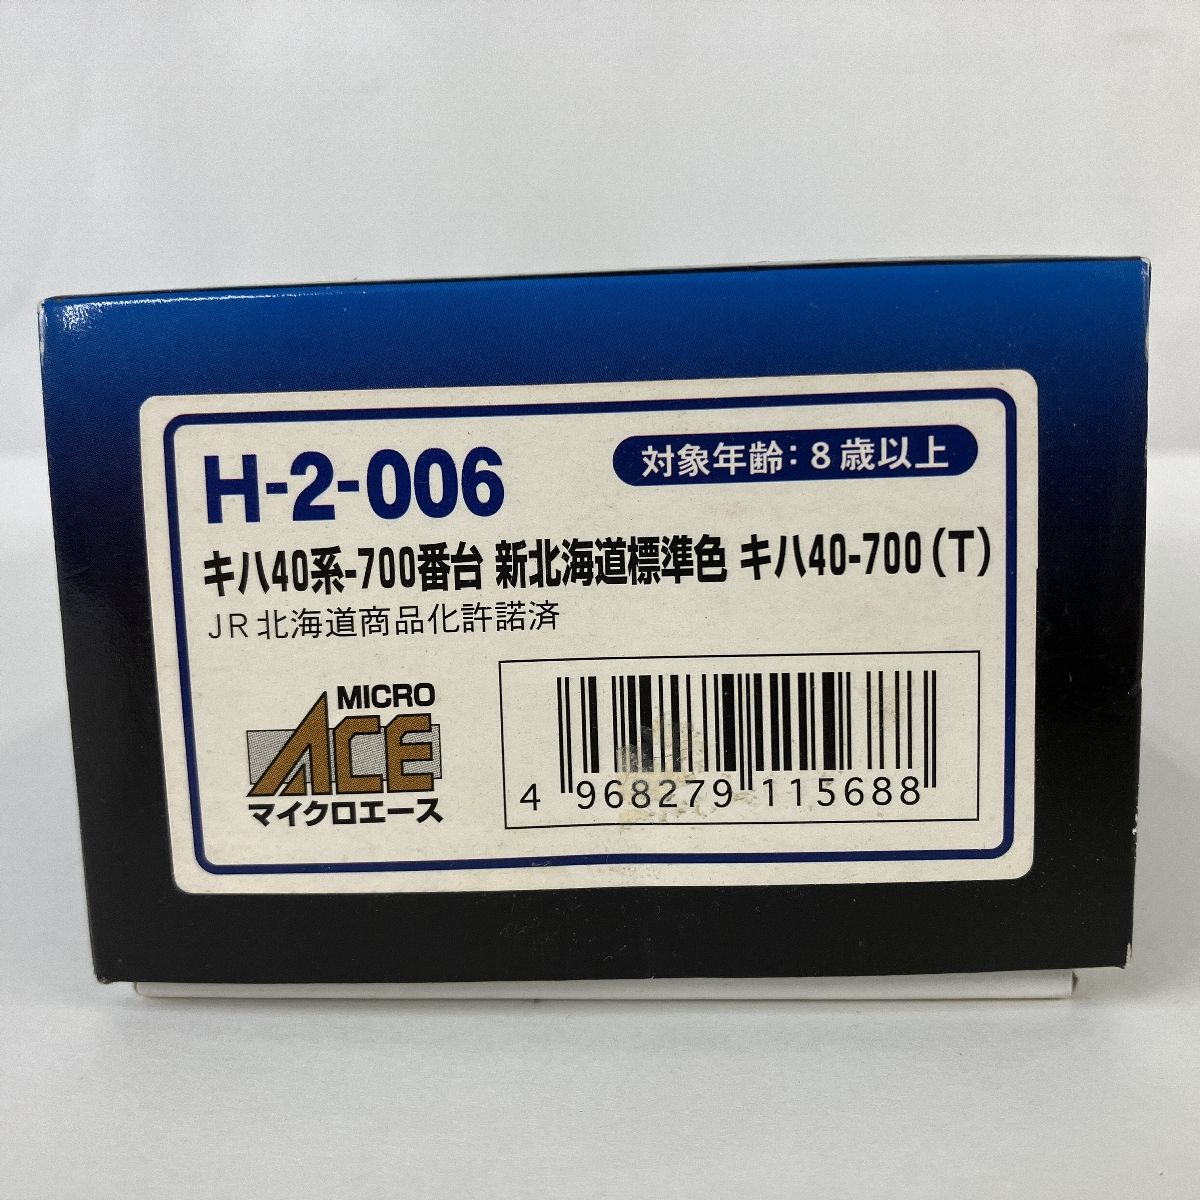 H-2-006
対象年齢：8歳以上
キハ40系-700番台 新北海道標準色 キハ40-700（T）
JR北海道商品化許諾済
MICRO
ACE
マイクロエース
4 968279 115688